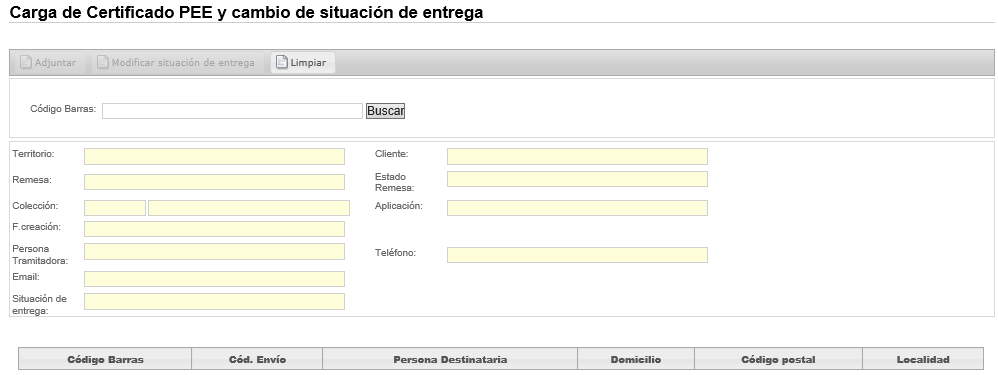 Carga de Certificado PEE y cambio de situación de entrega
Adjuntar Modificar situación de entrega Limpiar
Código Barras: Buscar
Territorio: Cliente:
Remesa: Estado
Remesa:
Colección: Aplicación:
F.creación:
Persona
Tramitadora: Teléfono:
Email:
Situación de
entrega:
Código Barras Cód. Envío Persona Destinataria Domicilio Código postal Localidad